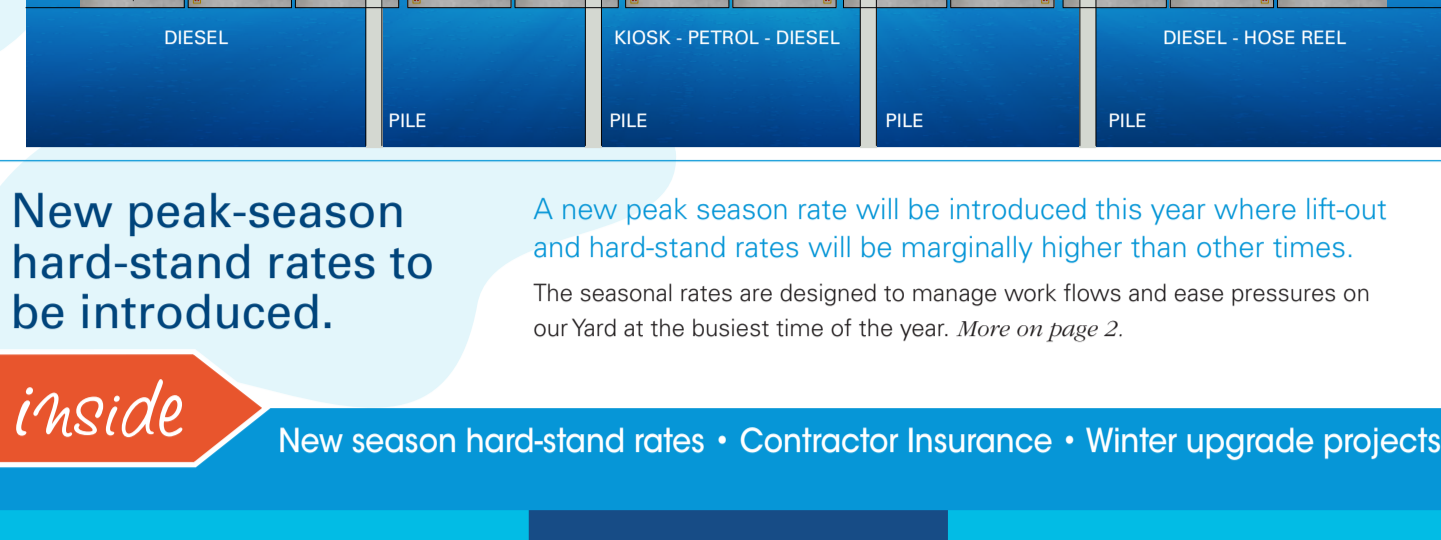 DIESEL
KIOSK - PETROL - DIESEL
DIESEL - HOSE REEL
PILE
PILE
PILE
PILE
New peak-season
hard-stand rates to
be introduced.
A new peak season rate will be introduced this year where lift-out
and hard-stand rates will be marginally higher than other times.
The seasonal rates are designed to manage work flows and ease pressures on
our Yard at the busiest time of the year. More on page 2.
inside
New season hard-stand rates • Contractor Insurance • Winter upgrade projects